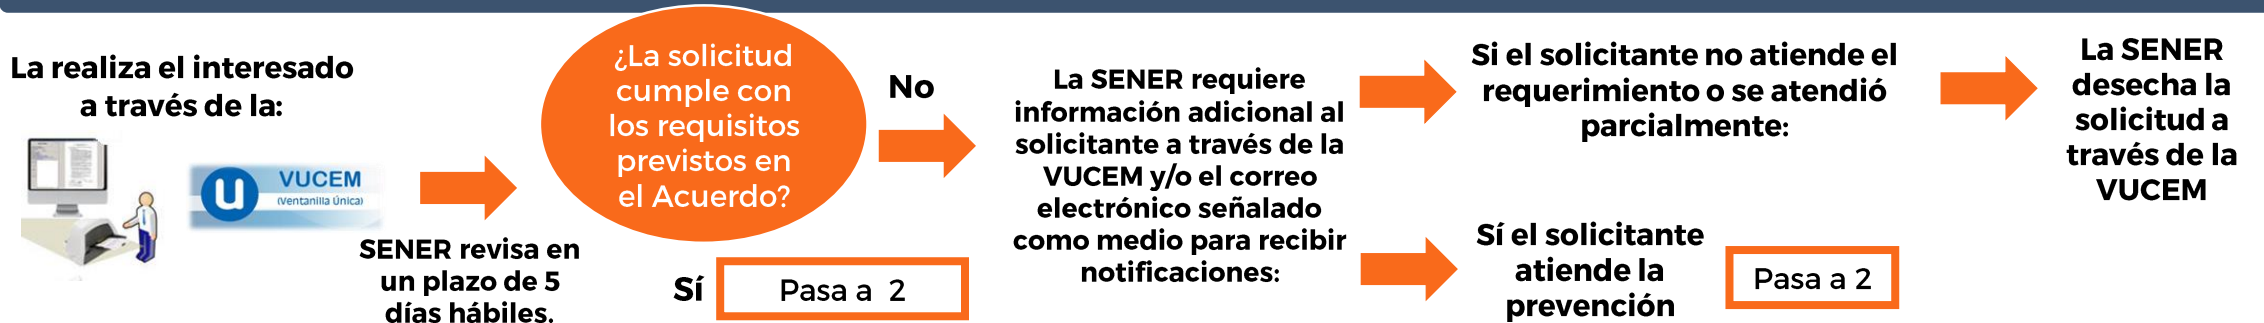 La realiza el interesado
a través de la:
VUCEM
(Ventanilla Única)
SENER revisa en
un plazo de 5
días hábiles.
¿La solicitud
cumple con
los requisitos
previstos en
el Acuerdo?
Sí
Pasa a 2
No
La SENER requiere
información adicional al
solicitante a través de la
VUCEM y/o el correo
electrónico señalado
como medio para recibir
notificaciones:
Si el solicitante no atiende el
requerimiento o se atendió
parcialmente:
La SENER
desecha la
solicitud a
través de la
VUCEM
Sí el solicitante
atiende la
prevención
Pasa a 2